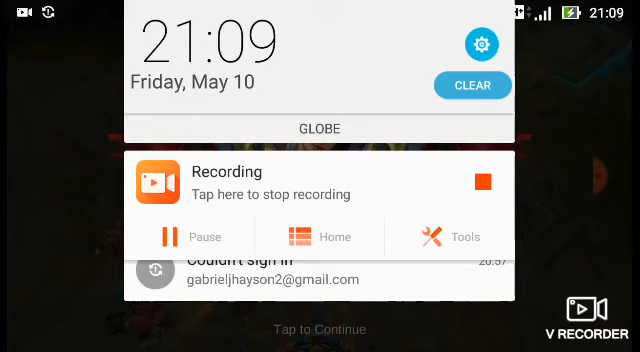 21:09
21:09
Friday, May 10
CLEAR
GLOBE
Recording
Tap here to stop recording
Pause
Home
Tools
Couldn't sign in
20:57
gabrieljhayson2@gmail.com
Tap to Continue
V RECORDER